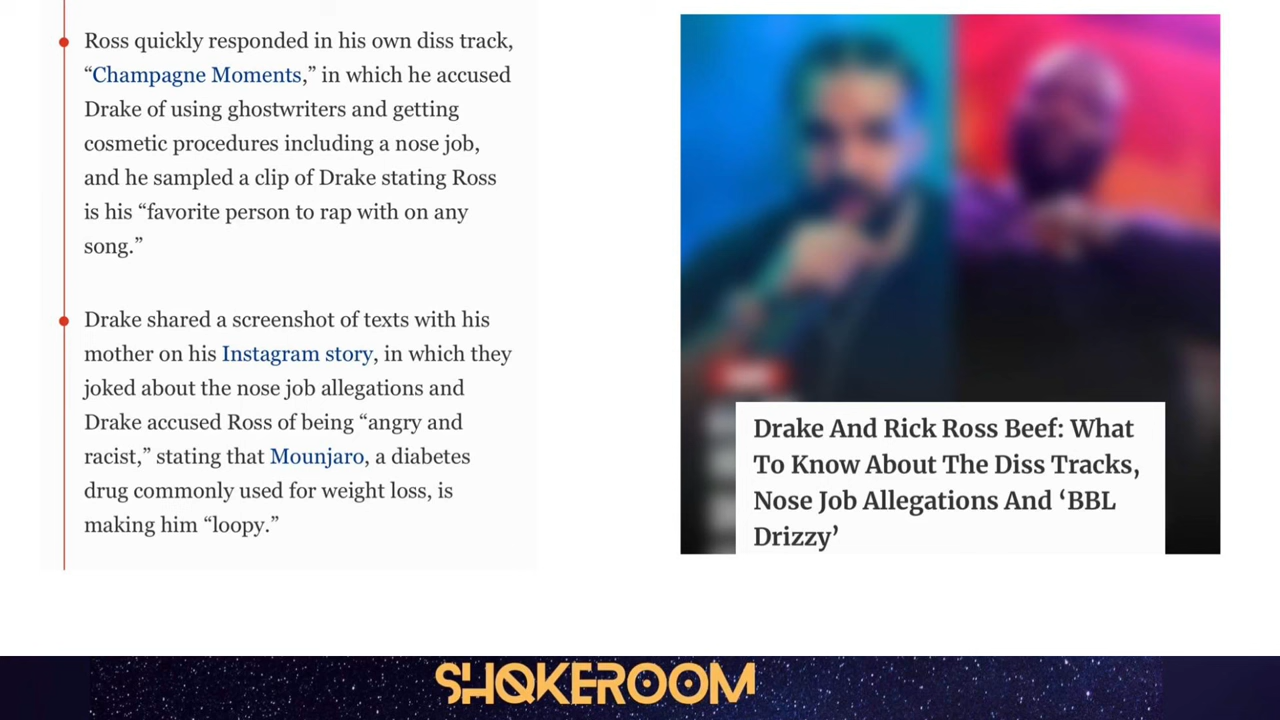 Ross quickly responded in his own diss track,
“Champagne Moments,” in which he accused
Drake of using ghostwriters and getting
cosmetic procedures including a nose job,
and he sampled a clip of Drake stating Ross
is his “favorite person to rap with on any
song.”
Drake shared a screenshot of texts with his
mother on his Instagram story, in which they
joked about the nose job allegations and
Drake accused Ross of being “angry and
racist,” stating that Mounjaro, a diabetes
drug commonly used for weight loss, is
making him “loopy.”
Drake And Rick Ross Beef: What
To Know About The Diss Tracks,
Nose Job Allegations And ‘BBL
Drizzy’
SHOKEROOM